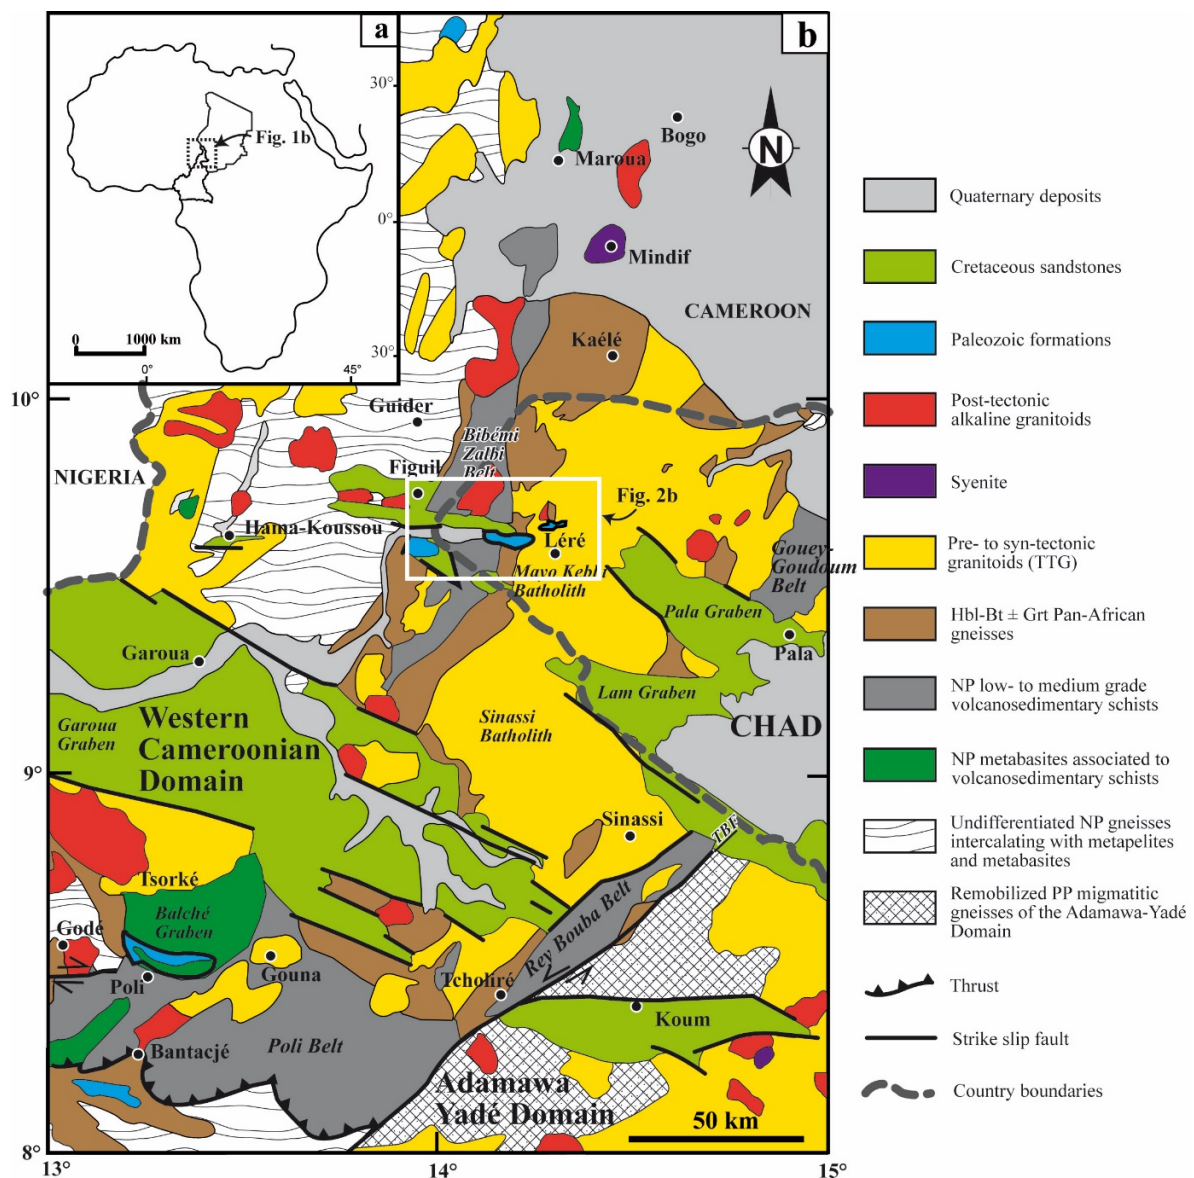 a
30°
0°
30°
Fig. 1b
0
1000 km
0°
45°
b
N
Bogo
Maroua
Mindif
CAMEROON
Kaélé
10°
Guider
Bibémi
Zalbi
Belt
NIGERIA
Figuil
Fig. 2b
Hama-Koussou
Léré
Mayo Kebbi
Batholith
Gouey-
Goudoum
Belt
Pala Graben
Pala
Garoua
Lam Graben
Garoua
Graben
Western
Cameroonian
Domain
Sinassi
Batholith
CHAD
9°
Sinassi
TBF
Tsorké
Balché
Graben
Godé
Gouna
Rey Bouba Belt
Poli
Tcholiré
Koum
Bantacjé
Poli Belt
Adamawa
Yadé Domain
50 km
8°
13°
14°
15°
Quaternary deposits
Cretaceous sandstones
Paleozoic formations
Post-tectonic
alkaline granitoids
Syenite
Pre- to syn-tectonic
granitoids (TTG)
Hbl-Bt ± Grt Pan-African
gneisses
NP low- to medium grade
volcanosedimentary schists
NP metabasites associated to
volcanosedimentary schists
Undifferentiated NP gneisses
intercalating with metapelites
and metabasites
Remobilized PP migmatitic
gneisses of the Adamawa-Yadé
Domain
Thrust
Strike slip fault
Country boundaries